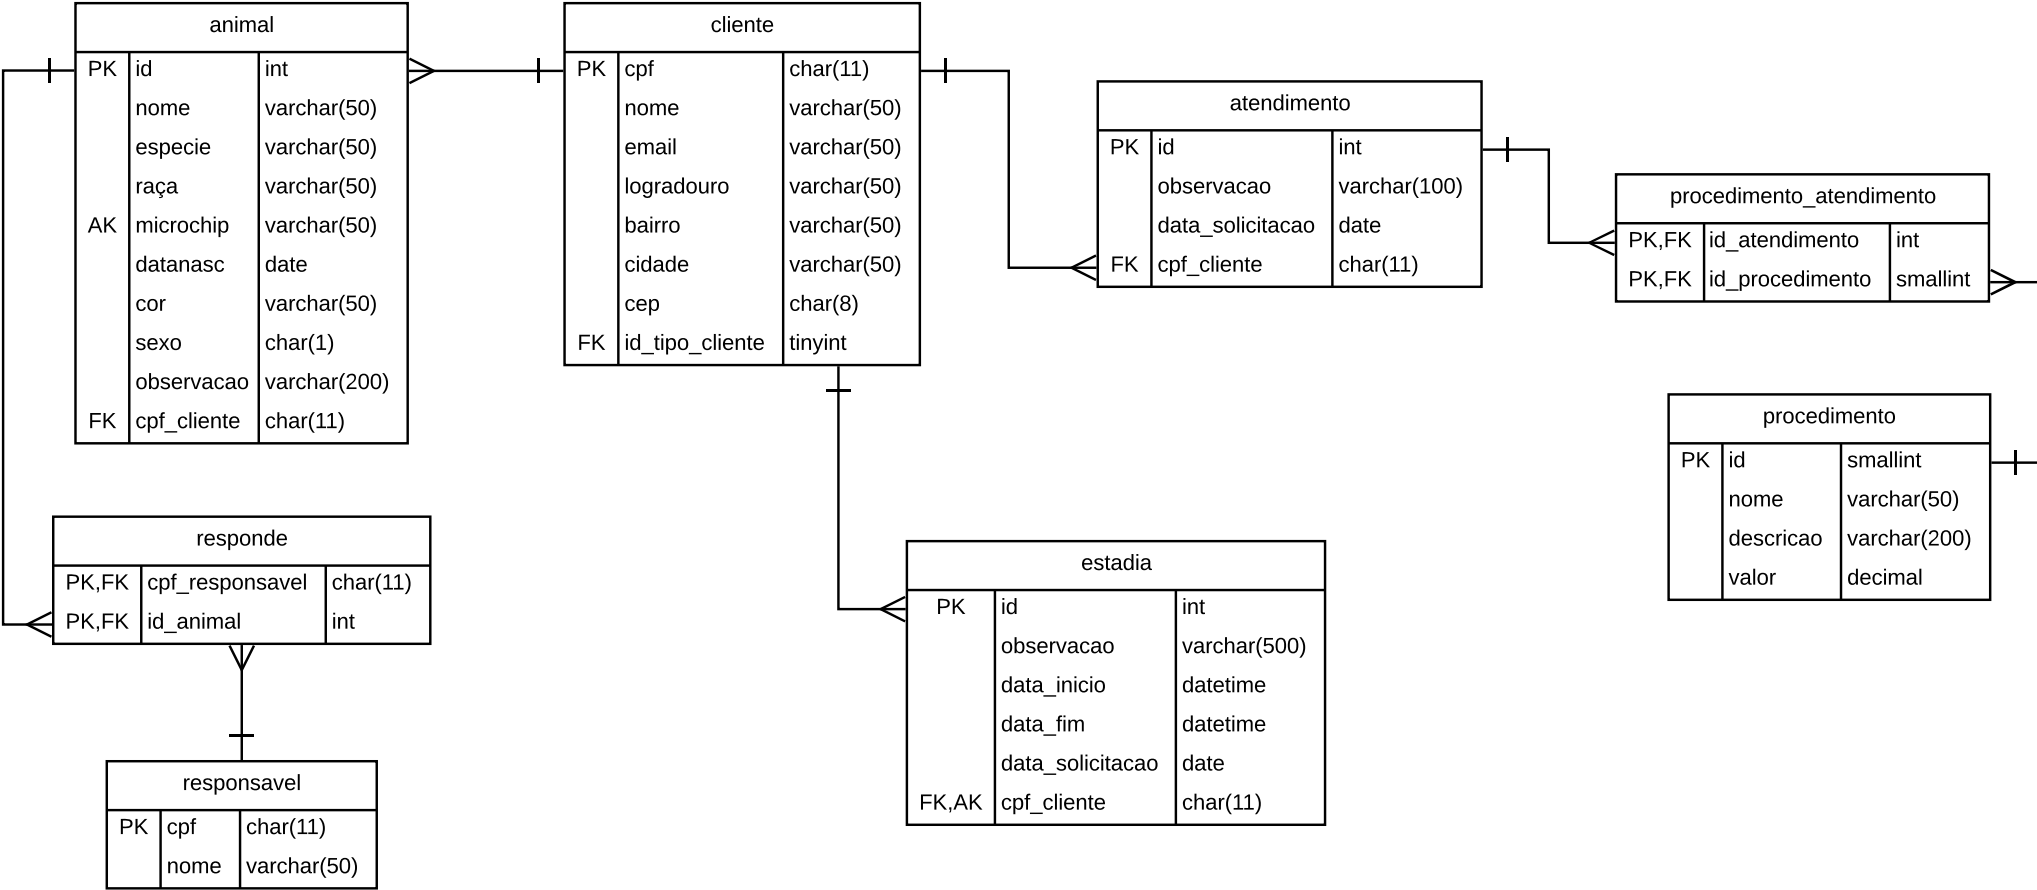 animal
PK id int
nome varchar(50)
especie varchar(50)
raça varchar(50)
AK microchip varchar(50)
datanasc date
cor varchar(50)
sexo char(1)
observacao varchar(200)
FK cpf_cliente char(11)
cliente
PK cpf char(11)
nome varchar(50)
email varchar(50)
logradouro varchar(50)
bairro varchar(50)
cidade varchar(50)
cep char(8)
FK id_tipo_cliente tinyint
atendimento
PK id int
observacao varchar(100)
data_solicitacao date
FK cpf_cliente char(11)
procedimento_atendimento
PK,FK id_atendimento int
PK,FK id_procedimento smallint
procedimento
PK id smallint
nome varchar(50)
descricao varchar(200)
valor decimal
responde
PK,FK cpf_responsavel char(11)
PK,FK id_animal int
estadia
PK id int
observacao varchar(500)
data_inicio datetime
data_fim datetime
data_solicitacao date
FK,AK cpf_cliente char(11)
responsavel
PK cpf char(11)
nome varchar(50)